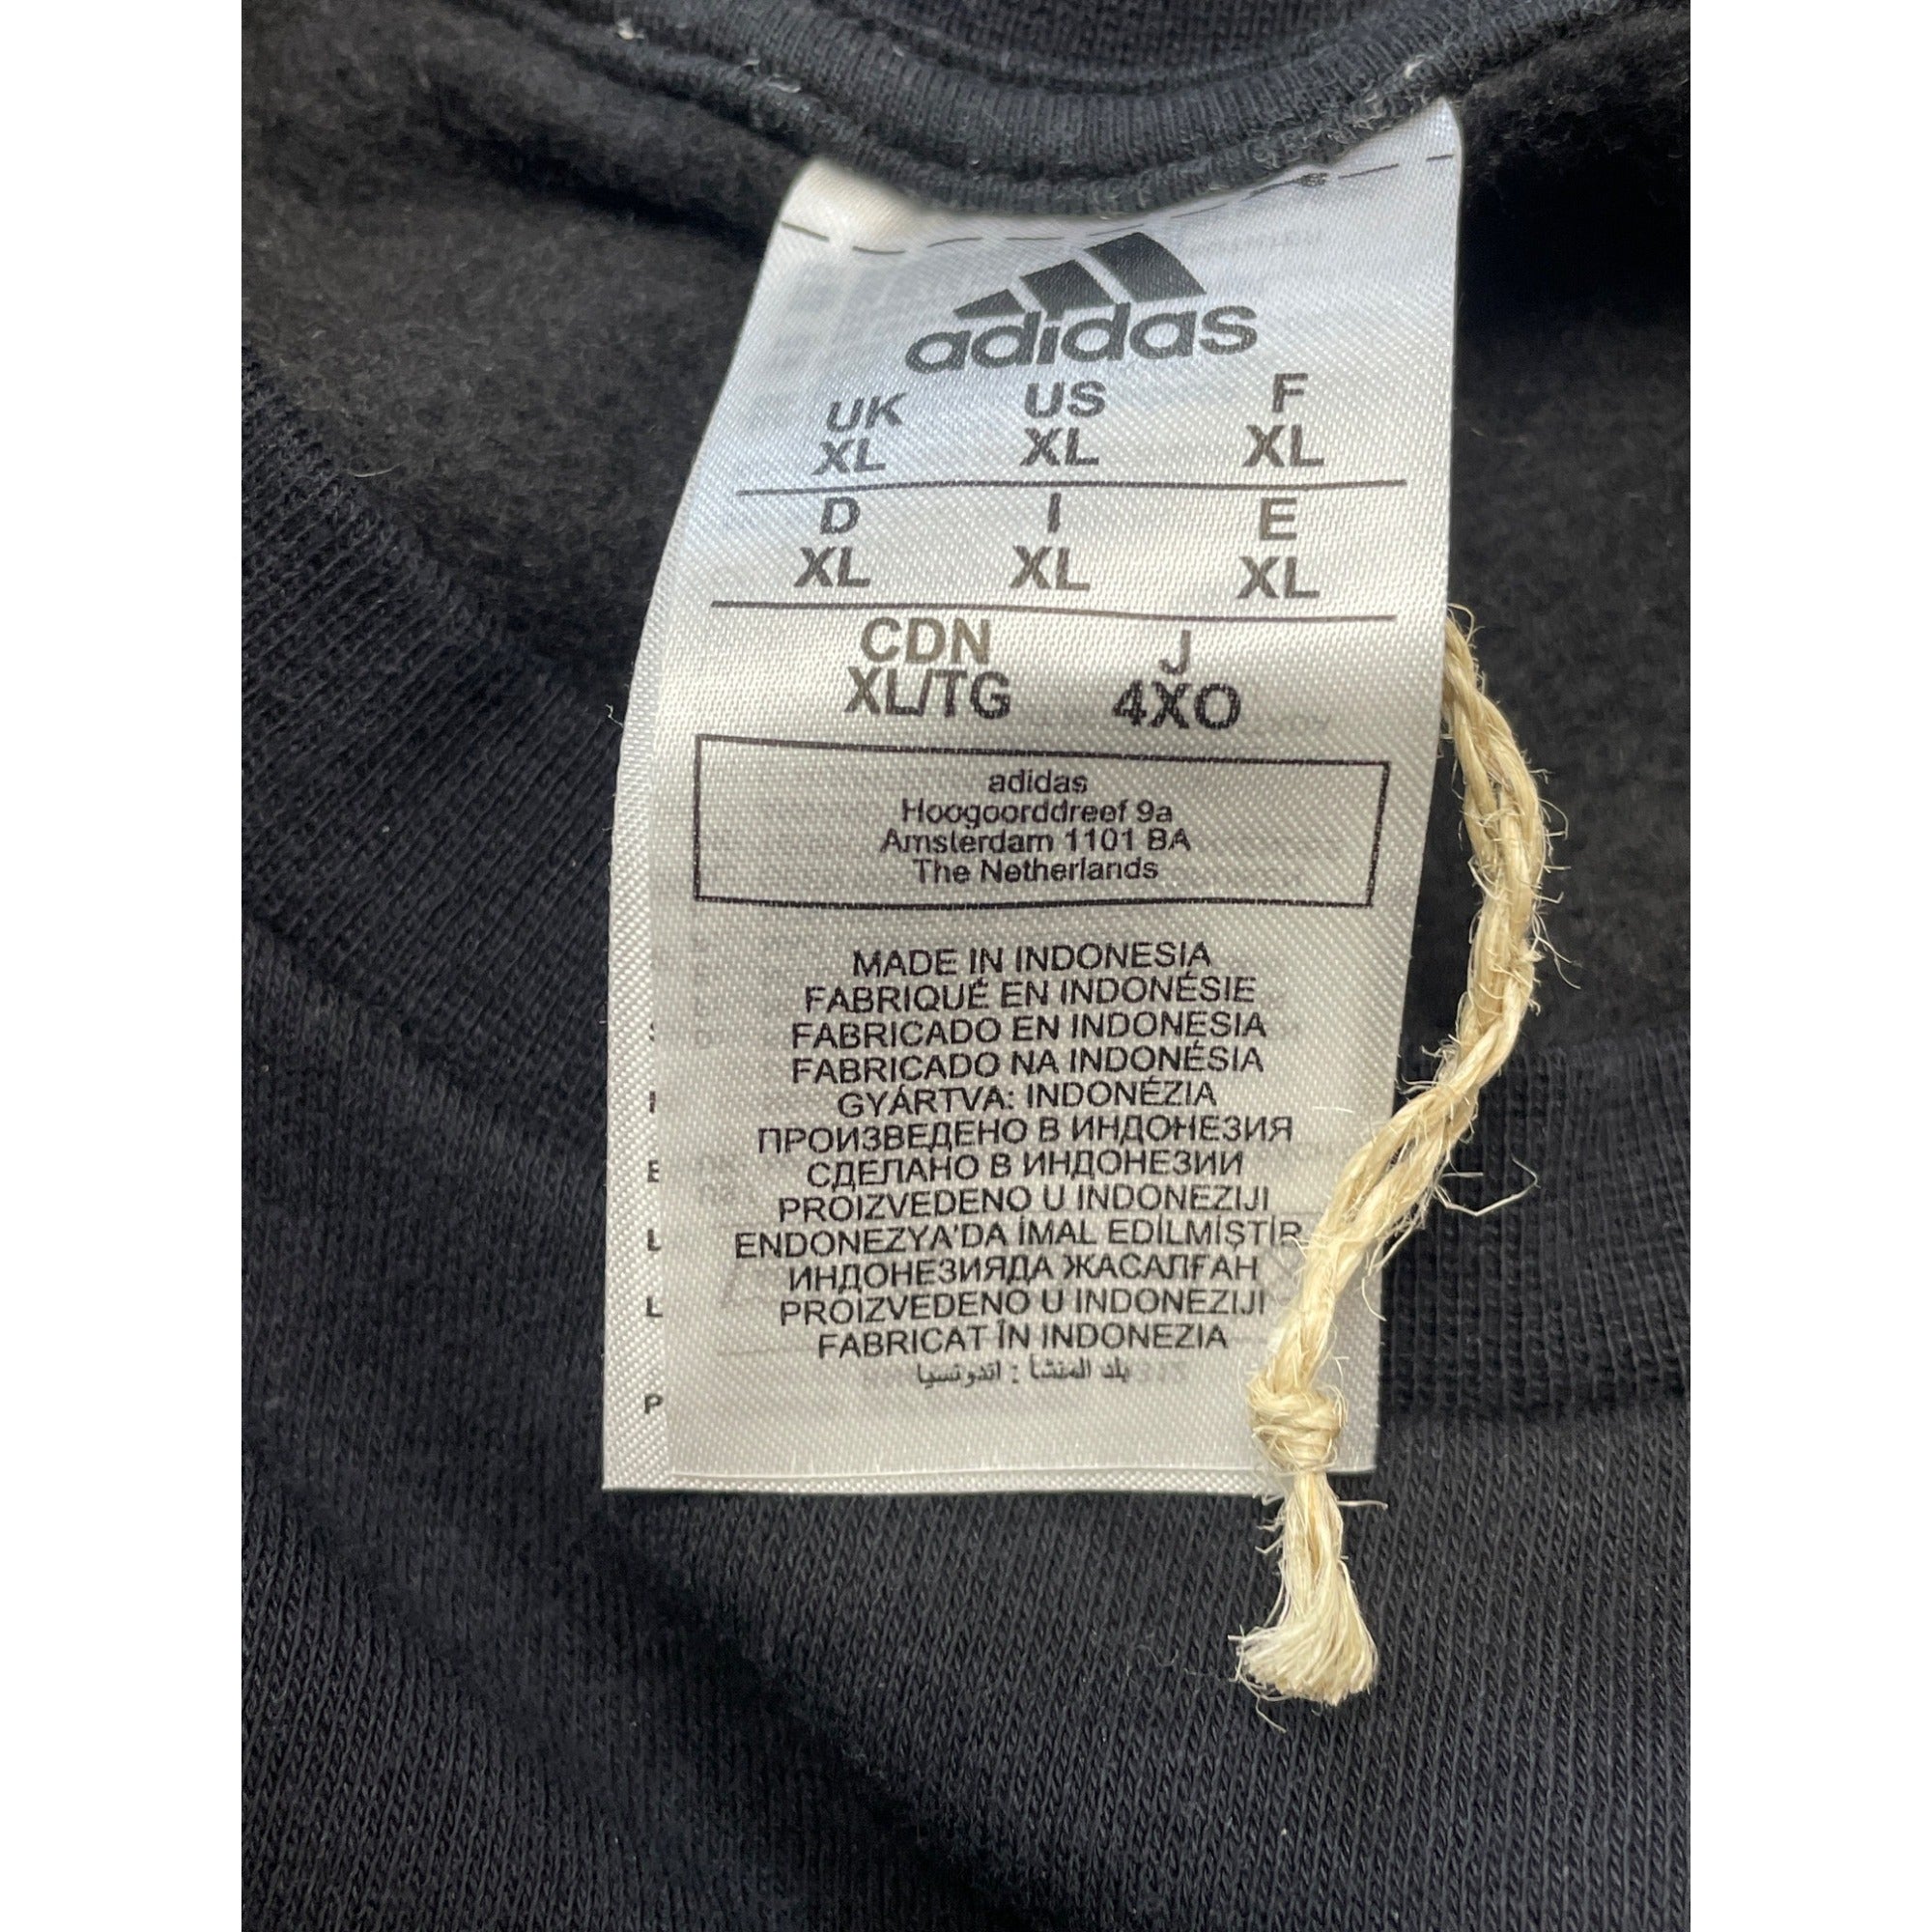 adidas
UK US F
XL XL XL
D I E
XL XL XL
CDN J
XL/TG 4XO
adidas
Hoogoorddreef 9a
Amsterdam 1101 BA
The Netherlands
MADE IN INDONESIA
FABRIQUÉ EN INDONÉSIE
FABRICADO EN INDONESIA
FABRICADO NA INDONÉSIA
GYÁRTVA: INDONÉZIA
ПРОИЗВЕДЕНО В ИНДОНЕЗИЯ
СДЕЛАНО В ИНДОНЕЗИИ
PROIZVEDENO U INDONEZIJI
ENDONEZYA'DA İMAL EDİLMİŞTİR
ИНДОНЕЗИЯДА ЖАСАЛҒАН
PROIZVEDENO U INDONEZIJI
FABRICAT ÎN INDONEZIA
بلد المنشأ : اندونسيا
E
L
L
P